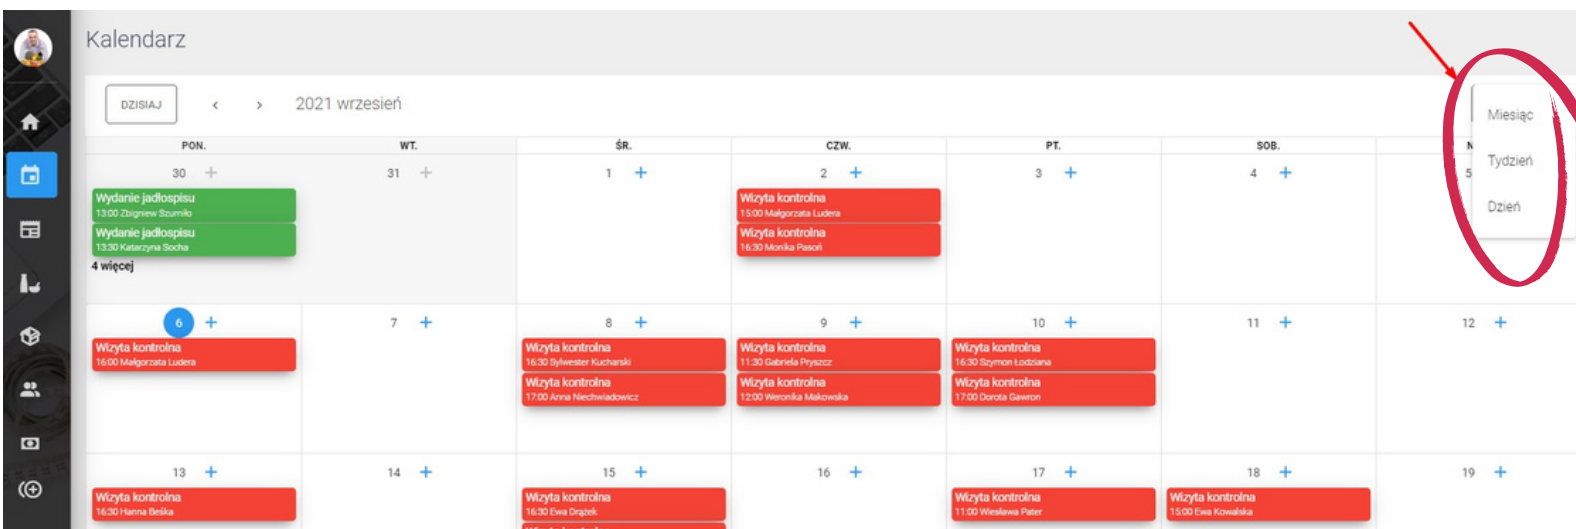 Kalendarz
DZISIAJ < > 2021 wrzesień
Miesiąc
Tydzień
Dzień
PON. WT. ŚR. CZW. PT. SOB. N
30 + 31 + 1 + 2 + 3 + 4 + 5
Wydanie jadłospisu
13:00 Zbigniew Szumiło
Wydanie jadłospisu
13:30 Katarzyna Socha
4 więcej
Wizyta kontrolna
15:00 Małgorzata Ludera
Wizyta kontrolna
16:30 Monika Pasoń
6 + 7 + 8 + 9 + 10 + 11 + 12 +
Wizyta kontrolna
16:00 Małgorzata Ludera
Wizyta kontrolna
16:30 Sylwester Kucharski
Wizyta kontrolna
17:00 Anna Niechwiadowicz
Wizyta kontrolna
11:30 Gabriela Pryszcz
Wizyta kontrolna
12:00 Weronika Makowska
Wizyta kontrolna
16:30 Szymon Łodziana
Wizyta kontrolna
17:00 Dorota Gawron
13 + 14 + 15 + 16 + 17 + 18 + 19 +
Wizyta kontrolna
16:30 Hanna Beśka
Wizyta kontrolna
16:30 Ewa Drążek
Wizyta kontrolna
11:00 Wiesława Pater
Wizyta kontrolna
15:00 Ewa Kowalska